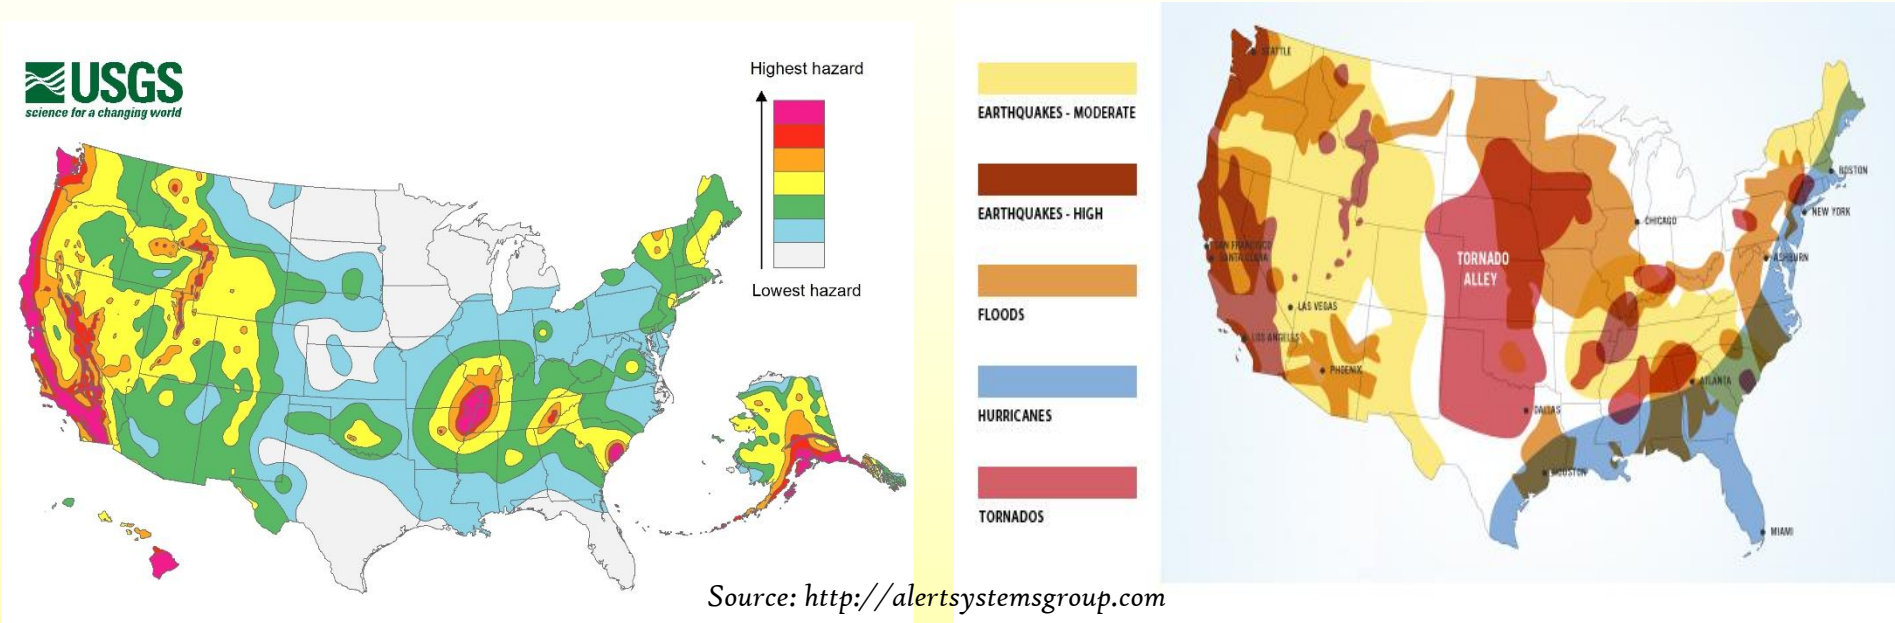 USGS
science for a changing world
Highest hazard
Lowest hazard
EARTHQUAKES - MODERATE
EARTHQUAKES - HIGH
FLOODS
HURRICANES
TORNADOS
SEATTLE
BOSTON
NEW YORK
CHICAGO
SAN FRANCISCO
SANTA CLARA
ASHBURN
TORNADO
ALLEY
LAS VEGAS
LOS ANGELES
PHOENIX
ATLANTA
DALLAS
HOUSTON
MIAMI
Source: http://alertsystemsgroup.com